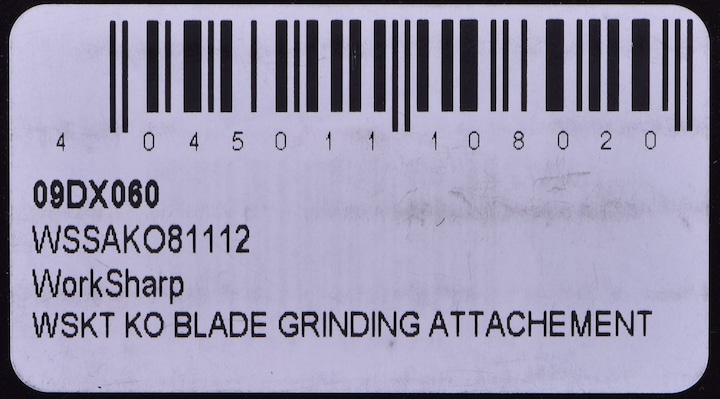 4 045011 108020
09DX060
WSSAKO81112
WorkSharp
WSKT KO BLADE GRINDING ATTACHEMENT